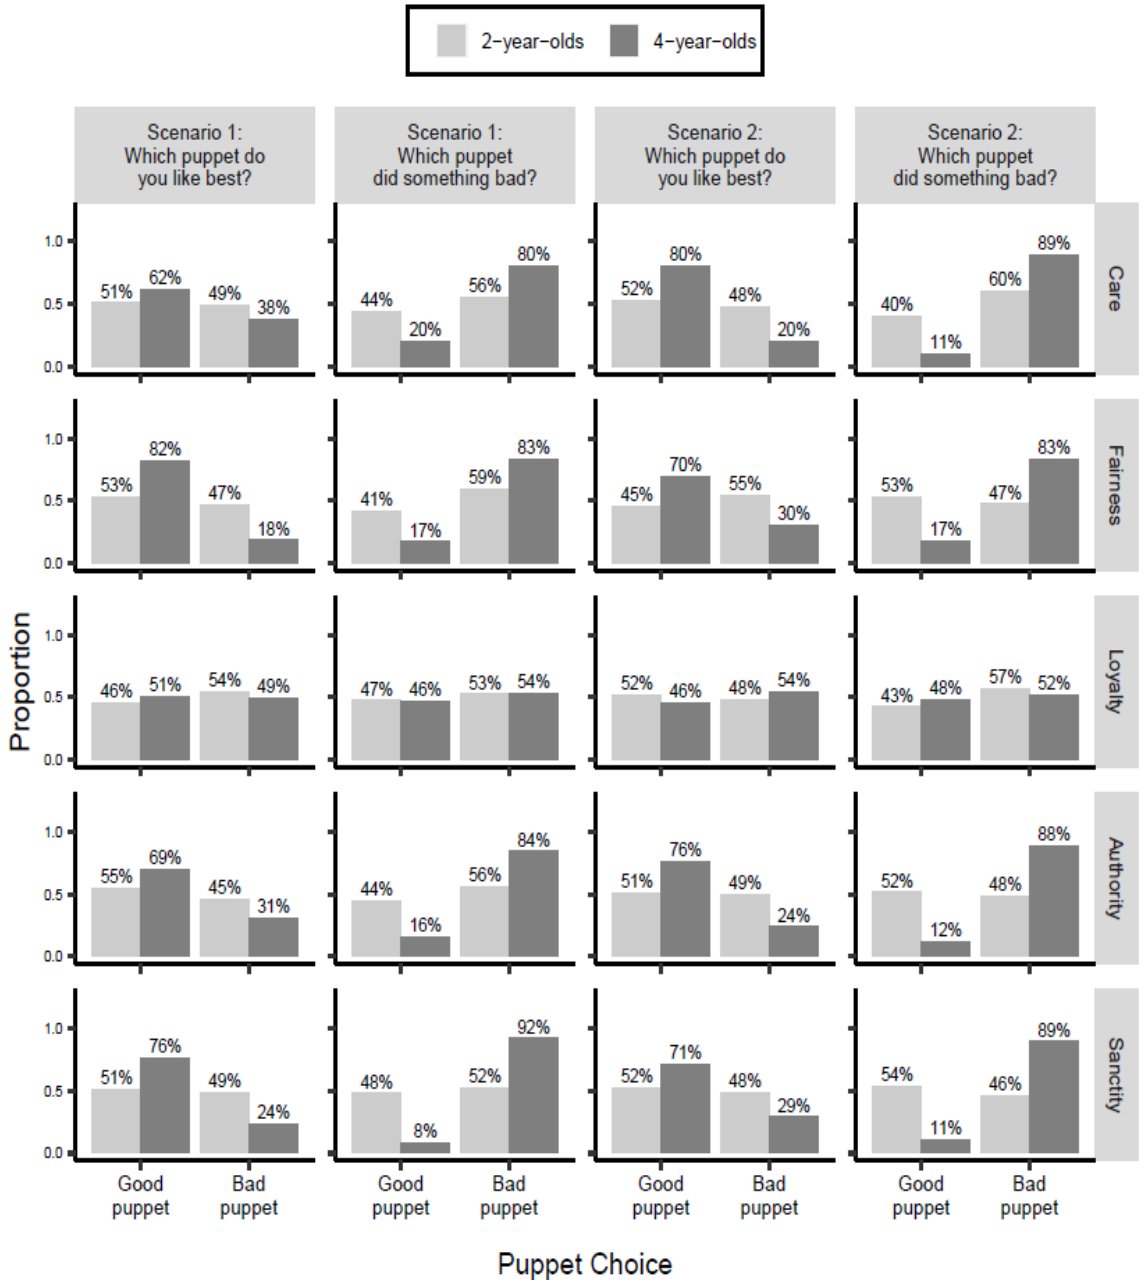 2-year-olds 4-year-olds
Scenario 1:
Which puppet do
you like best?
Scenario 1:
Which puppet
did something bad?
Scenario 2:
Which puppet do
you like best?
Scenario 2:
Which puppet
did something bad?
1.0
0.5
0.0
51% 62% 49% 38%
44% 20% 56% 80%
52% 80% 48% 20%
40% 11% 60% 89%
Care
1.0
0.5
0.0
53% 82% 47% 18%
41% 17% 59% 83%
45% 70% 55% 30%
53% 17% 47% 83%
Fairness
Proportion
1.0
0.5
0.0
46% 51% 54% 49%
47% 46% 53% 54%
52% 46% 48% 54%
43% 48% 57% 52%
Loyalty
1.0
0.5
0.0
55% 69% 45% 31%
44% 16% 56% 84%
51% 76% 49% 24%
52% 12% 48% 88%
Authority
1.0
0.5
0.0
51% 76% 49% 24%
48% 8% 52% 92%
52% 71% 48% 29%
54% 11% 46% 89%
Sanctity
Good
puppet
Bad
puppet
Good
puppet
Bad
puppet
Good
puppet
Bad
puppet
Good
puppet
Bad
puppet
Puppet Choice